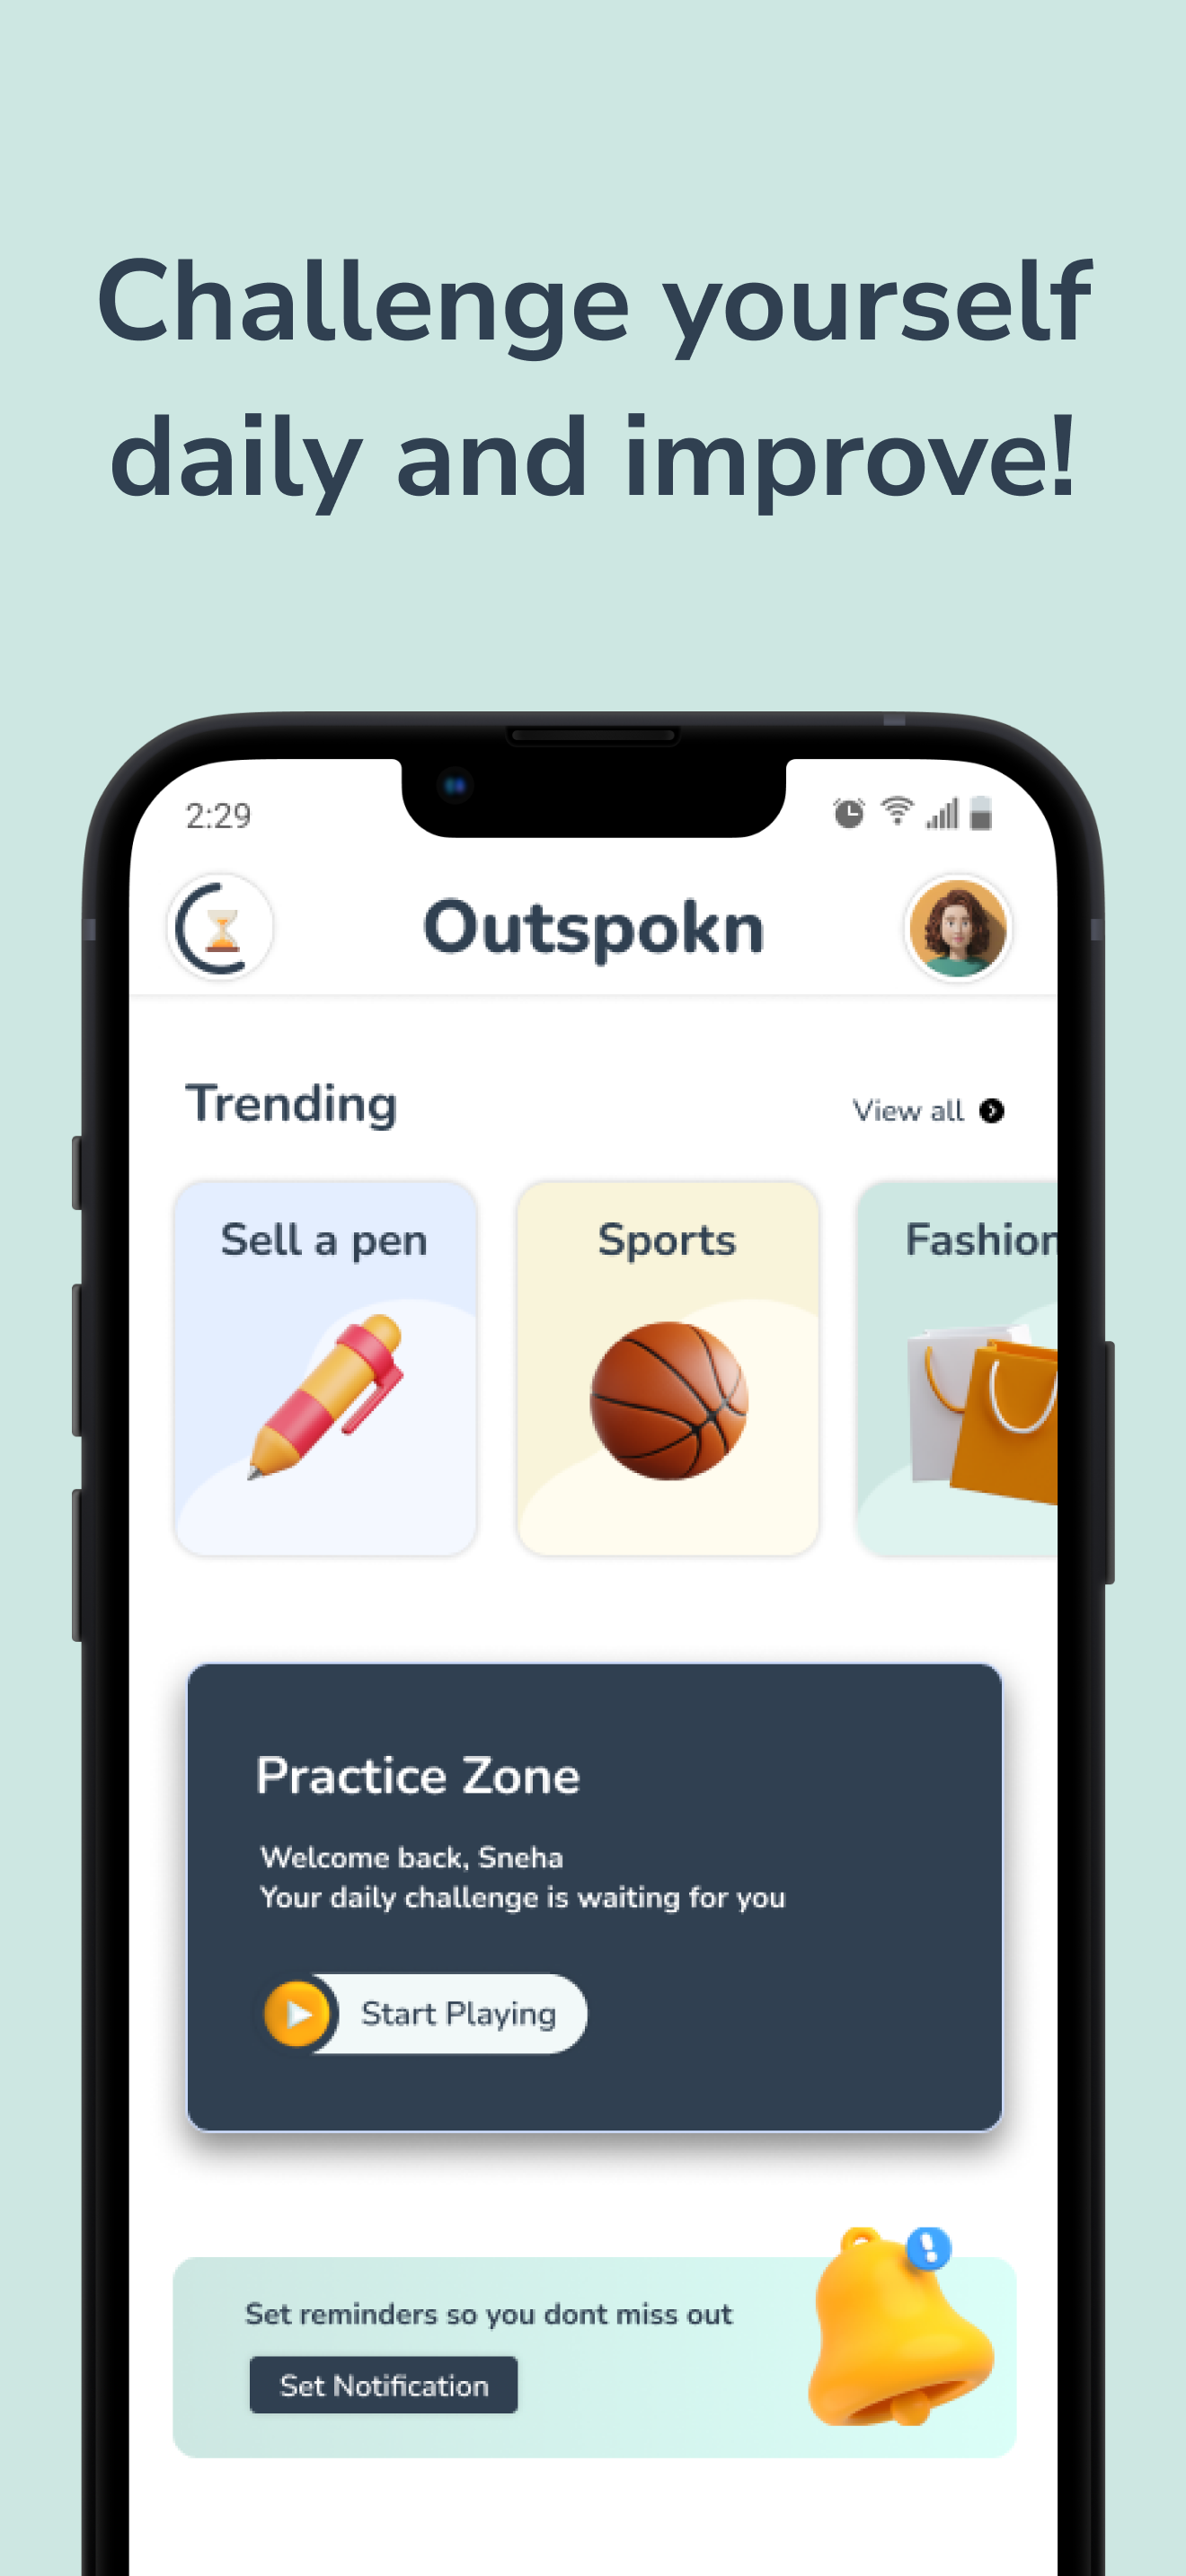 Challenge yourself
daily and improve!
2:29
Outspokn
Trending
View all
Sell a pen
Sports
Fashion
Practice Zone
Welcome back, Sneha
Your daily challenge is waiting for you
Start Playing
Set reminders so you dont miss out
Set Notification